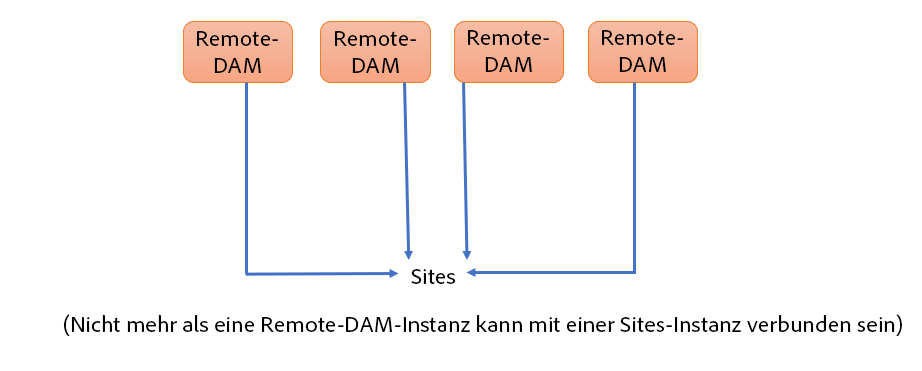 Remote-
DAM
Remote-
DAM
Remote-
DAM
Remote-
DAM
Sites
(Nicht mehr als eine Remote-DAM-Instanz kann mit einer Sites-Instanz verbunden sein)